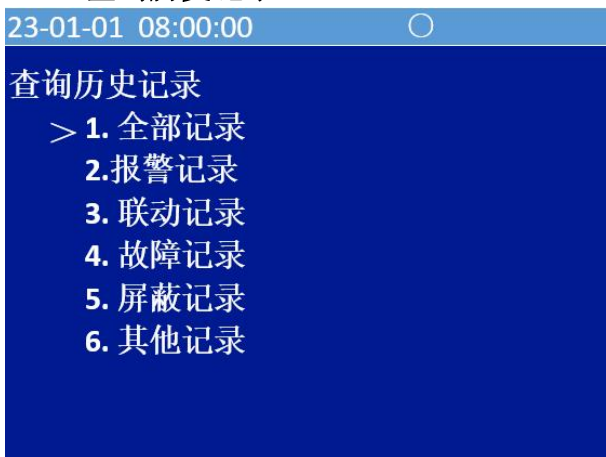 23-01-01 08:00:00
查询历史记录
> 1. 全部记录
2.报警记录
3. 联动记录
4. 故障记录
5. 屏蔽记录
6. 其他记录